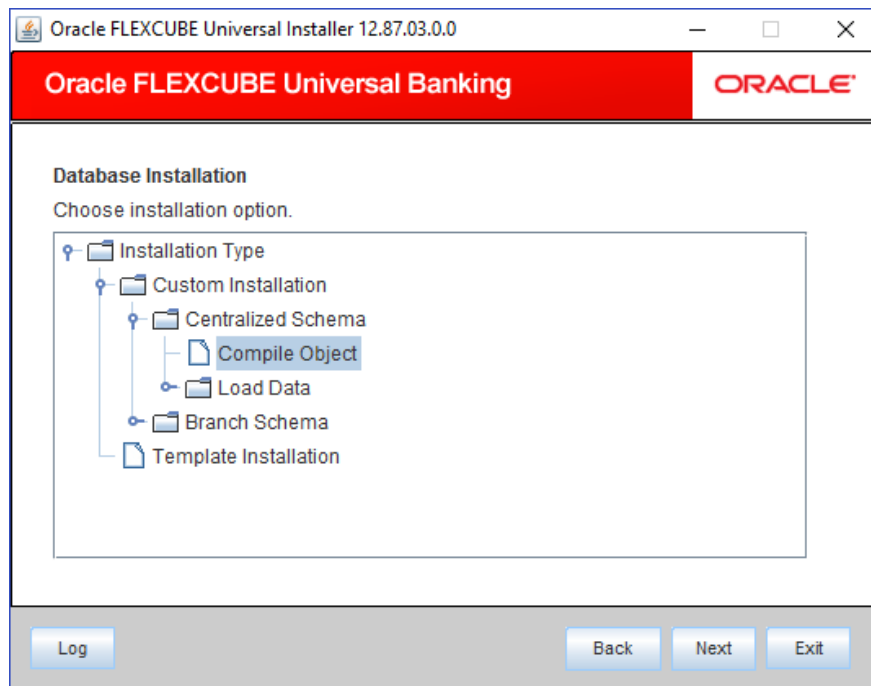 Oracle FLEXCUBE Universal Installer 12.87.03.0.0
Oracle FLEXCUBE Universal Banking
ORACLE
Database Installation
Choose installation option.
Installation Type
Custom Installation
Centralized Schema
Compile Object
Load Data
Branch Schema
Template Installation
Log Back Next Exit